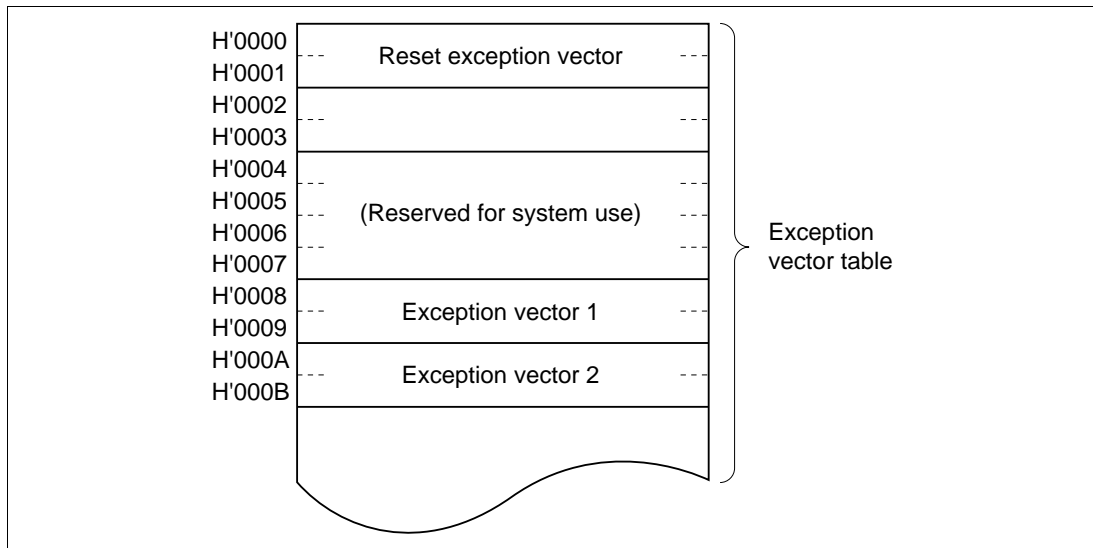 H'0000
Reset exception vector
H'0001
H'0002
H'0003
H'0004
H'0005
(Reserved for system use)
H'0006
H'0007
H'0008
Exception vector 1
H'0009
H'000A
Exception vector 2
H'000B
Exception
vector table